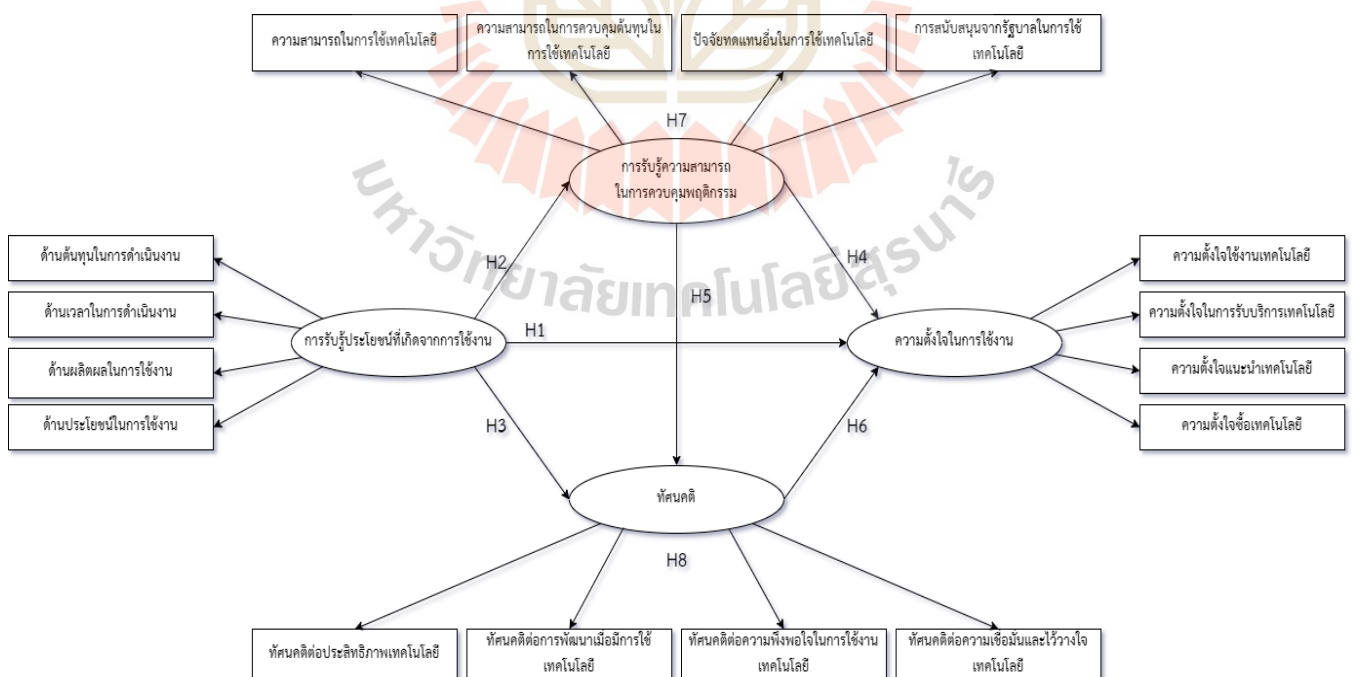 ความสามารถในการใช้เทคโนโลยี
ความสามารถในการควบคุมต้นทุนใน
การใช้เทคโนโลยี
ปัจจัยทดแทนอื่นในการใช้เทคโนโลยี
การสนับสนุนจากรัฐบาลในการใช้
เทคโนโลยี
H7
การรับรู้ความสามารถ
ในการควบคุมพฤติกรรม
มหาวิทยาลัยเทคโนโลยีสุรนารี
ด้านต้นทุนในการดำเนินงาน
ด้านเวลาในการดำเนินงาน
ด้านผลิตผลในการใช้งาน
ด้านประโยชน์ในการใช้งาน
H2
H4
H5
การรับรู้ประโยชน์ที่เกิดจากการใช้งาน
H1
ความตั้งใจในการใช้งาน
ความตั้งใจใช้งานเทคโนโลยี
ความตั้งใจในการรับบริการเทคโนโลยี
ความตั้งใจแนะนำเทคโนโลยี
ความตั้งใจซื้อเทคโนโลยี
H3
H6
ทัศนคติ
H8
ทัศนคติต่อประสิทธิภาพเทคโนโลยี
ทัศนคติต่อการพัฒนาเมื่อมีการใช้
เทคโนโลยี
ทัศนคติต่อความพึงพอใจในการใช้งาน
เทคโนโลยี
ทัศนคติต่อความเชื่อมั่นและไว้วางใจ
เทคโนโลยี